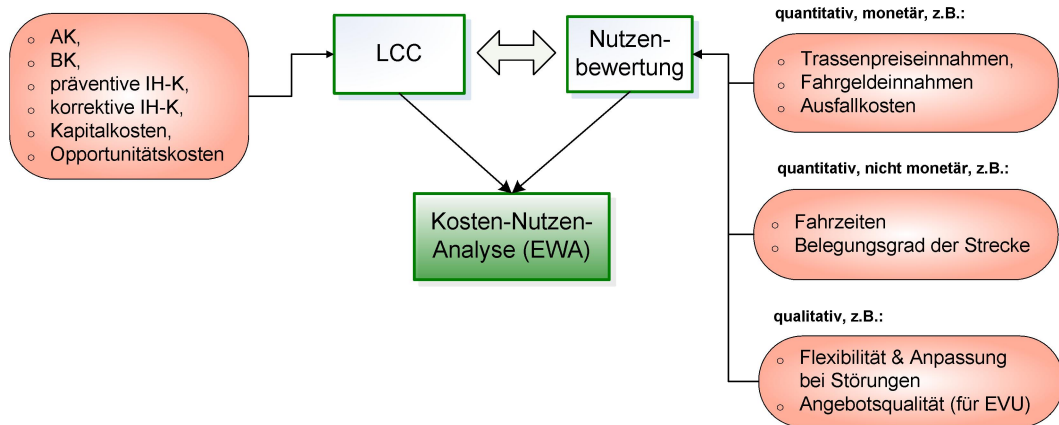 AK,
BK,
präventive IH-K,
korrektive IH-K,
Kapitalkosten,
Opportunitätskosten
LCC
Nutzen-
bewertung
Kosten-Nutzen-
Analyse (EWA)
quantitativ, monetär, z.B.:
Trassenpreiseinnahmen,
Fahrgeldeinnahmen
Ausfallkosten
quantitativ, nicht monetär, z.B.:
Fahrzeiten
Belegungsgrad der Strecke
qualitativ, z.B.:
Flexibilität & Anpassung
bei Störungen
Angebotsqualität (für EVU)